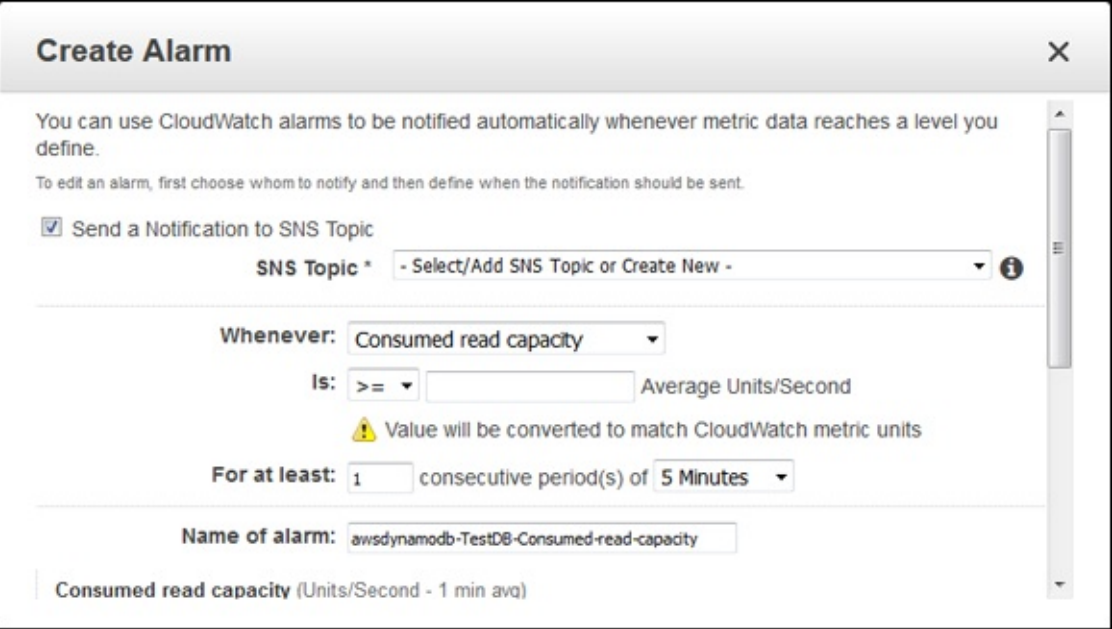 Create Alarm
You can use CloudWatch alarms to be notified automatically whenever metric data reaches a level you
define.
To edit an alarm, first choose whom to notify and then define when the notification should be sent.
Send a Notification to SNS Topic
SNS Topic * - Select/Add SNS Topic or Create New -
Whenever: Consumed read capacity
Is: >= Average Units/Second
Value will be converted to match CloudWatch metric units
For at least: 1 consecutive period(s) of 5 Minutes
Name of alarm: awsdynamodb-TestDB-Consumed-read-capacity
Consumed read capacity (Units/Second - 1 min avg)